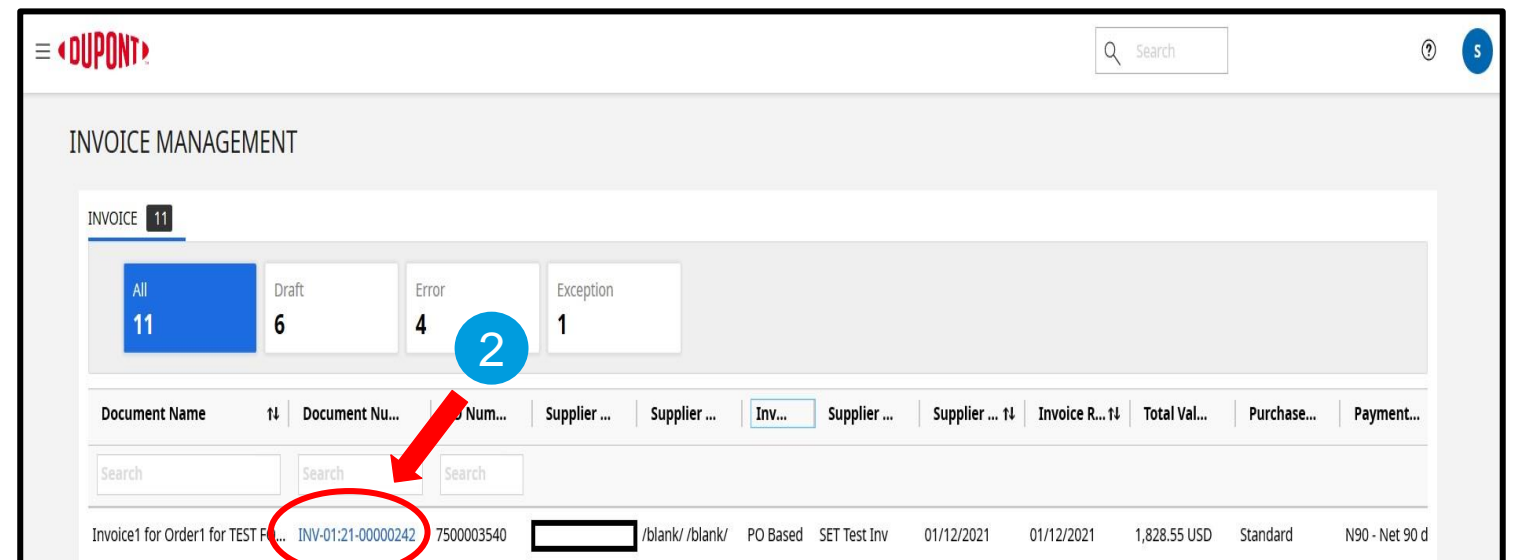 ≡ DUPONT Search ? S
INVOICE MANAGEMENT
INVOICE 11
All Draft Error Exception
11 6 4 1
2
Document Name Document Nu... Num... Supplier ... Supplier ... Inv... Supplier ... Supplier ... Invoice R... Total Val... Purchase... Payment...
Search Search Search
Invoice1 for Order1 for TEST F... INV-01:21-00000242 7500003540 /blank/ /blank/ PO Based SET Test Inv 01/12/2021 01/12/2021 1,828.55 USD Standard N90 - Net 90 d